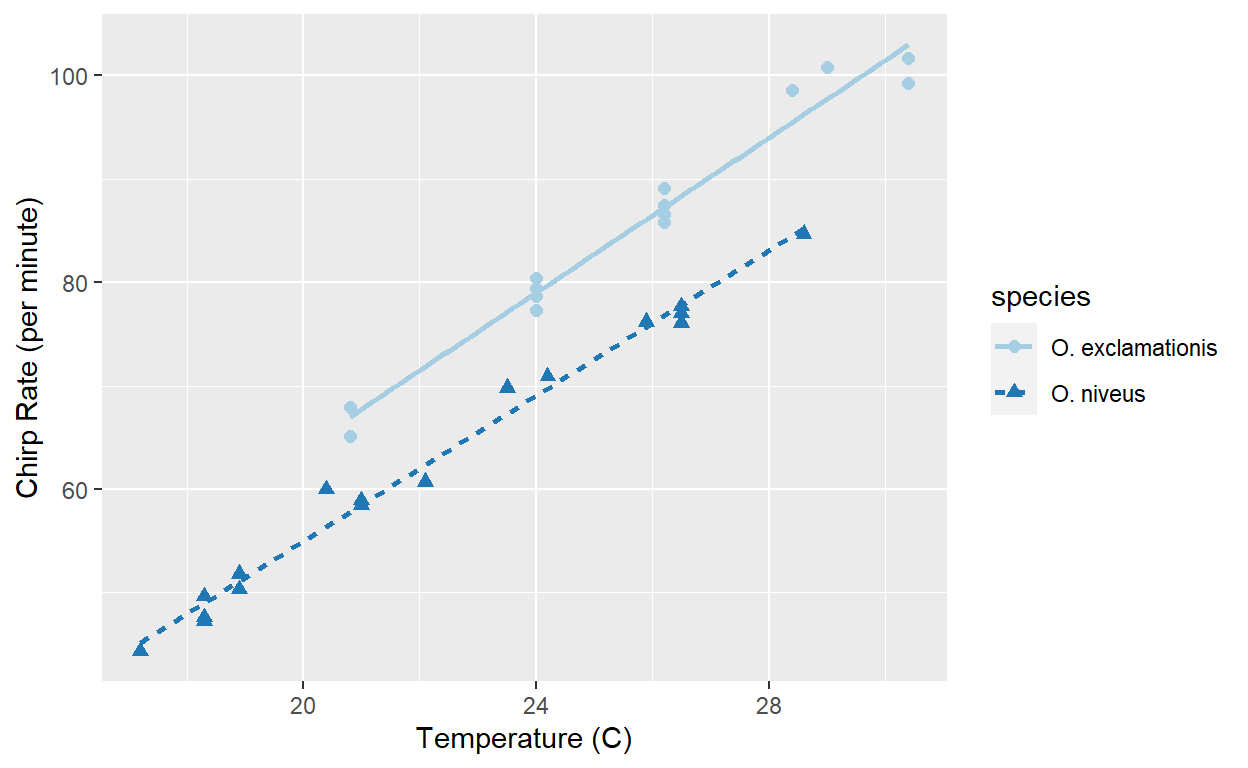 100
80
60
Chirp Rate (per minute)
20 24 28
Temperature (C)
species
O. exclamationis
O. niveus